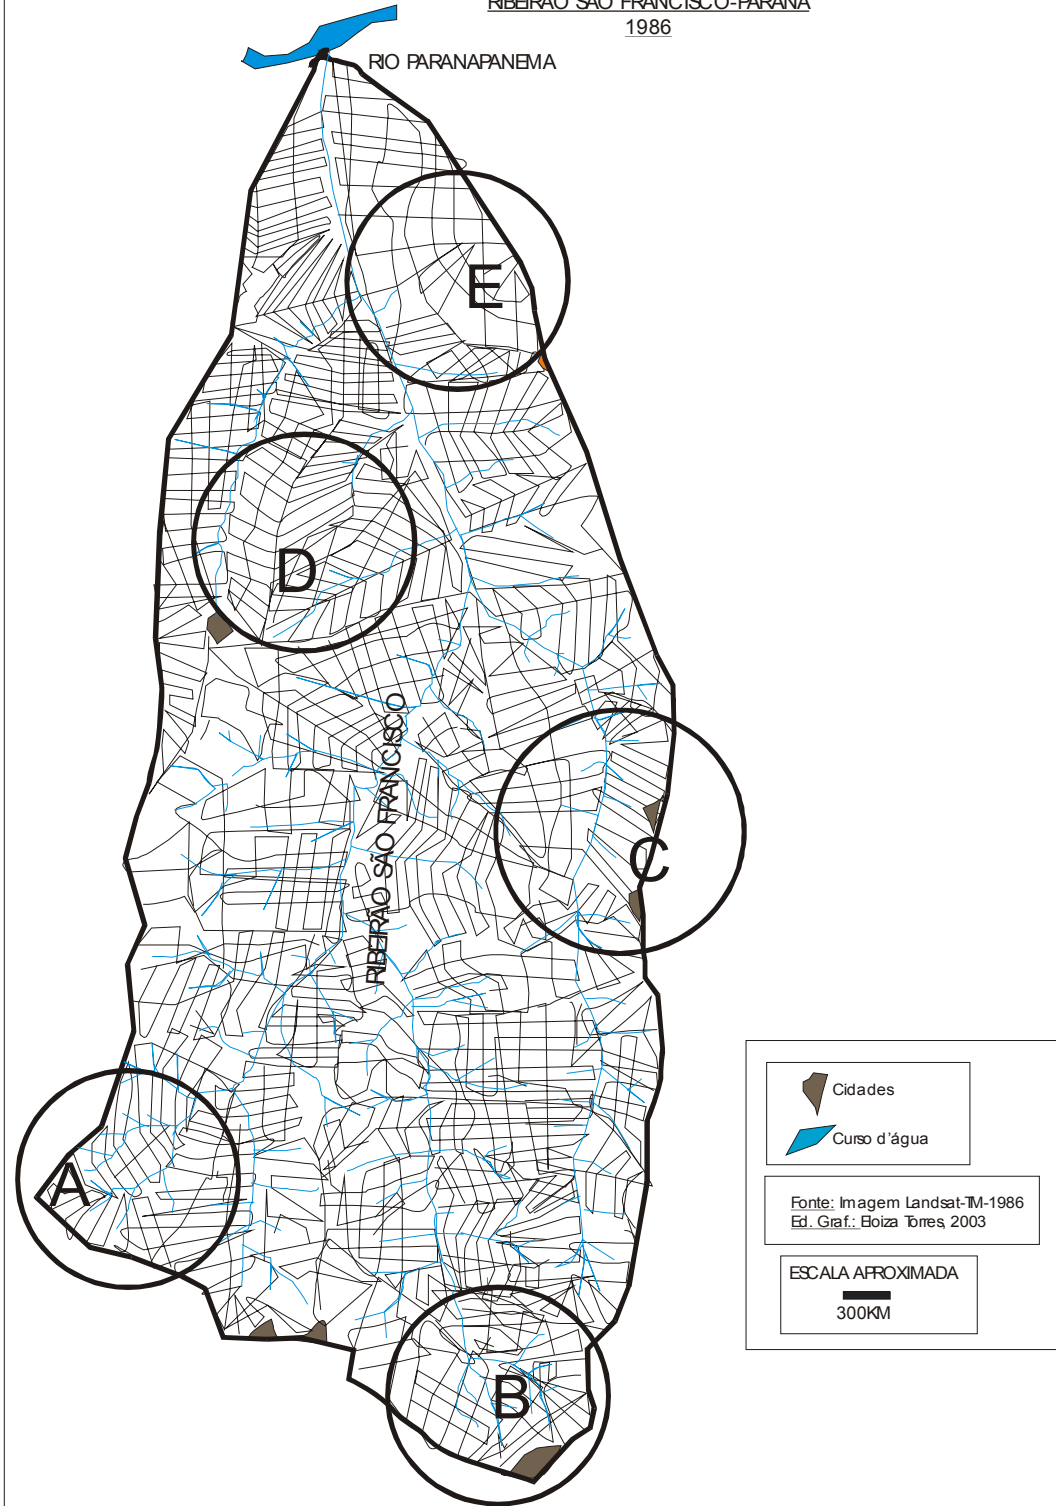 RIBEIRÃO SÃO FRANCISCO-PARANÁ
1986
RIO PARANAPANEMA
E
D
RIBEIRÃO SÃO FRANCISCO
C
A
B
Cidades
Curso d'água
Fonte: Imagem Landsat-TM-1986
Ed. Graf.: Eloiza Torres, 2003
ESCALA APROXIMADA
300KM